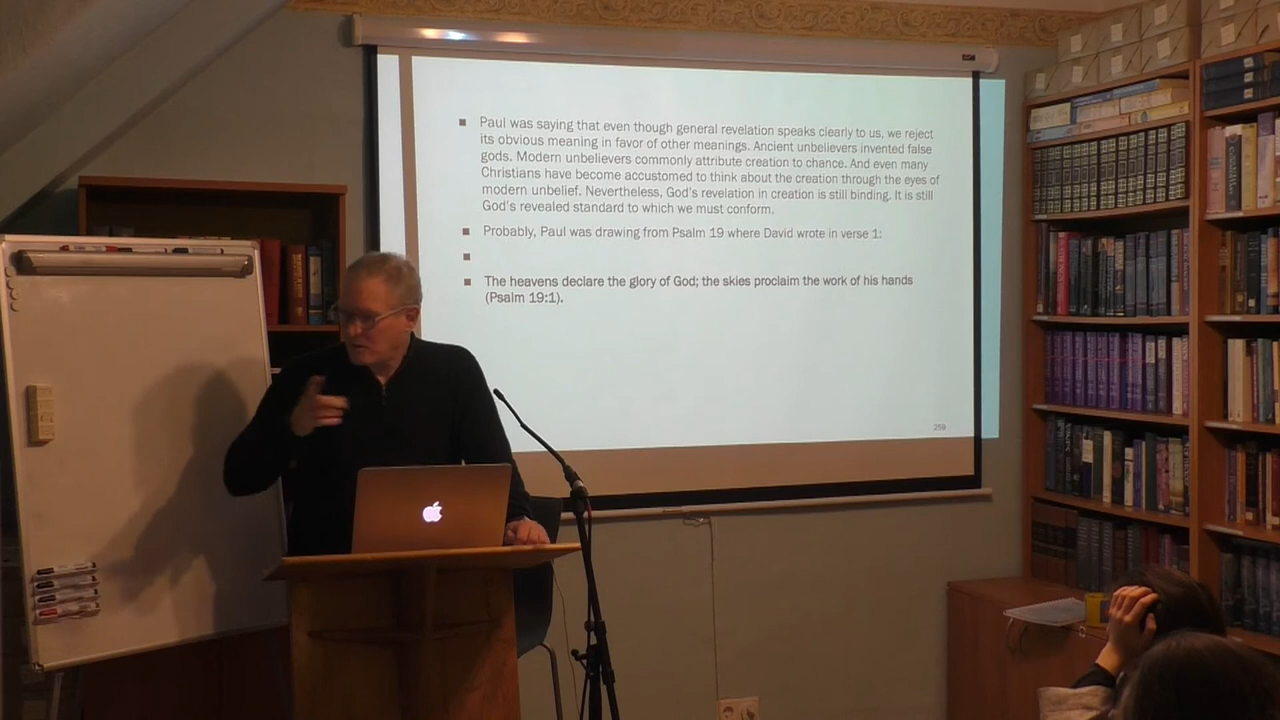 Paul was saying that even though general revelation speaks clearly to us, we reject
its obvious meaning in favor of other meanings. Ancient unbelievers invented false
gods. Modern unbelievers commonly attribute creation to chance. And even many
Christians have become accustomed to think about the creation through the eyes of
modern unbelief. Nevertheless, God's revelation in creation is still binding. It is still
God's revealed standard to which we must conform.
Probably, Paul was drawing from Psalm 19 where David wrote in verse 1:
The heavens declare the glory of God; the skies proclaim the work of his hands
(Psalm 19:1).
259